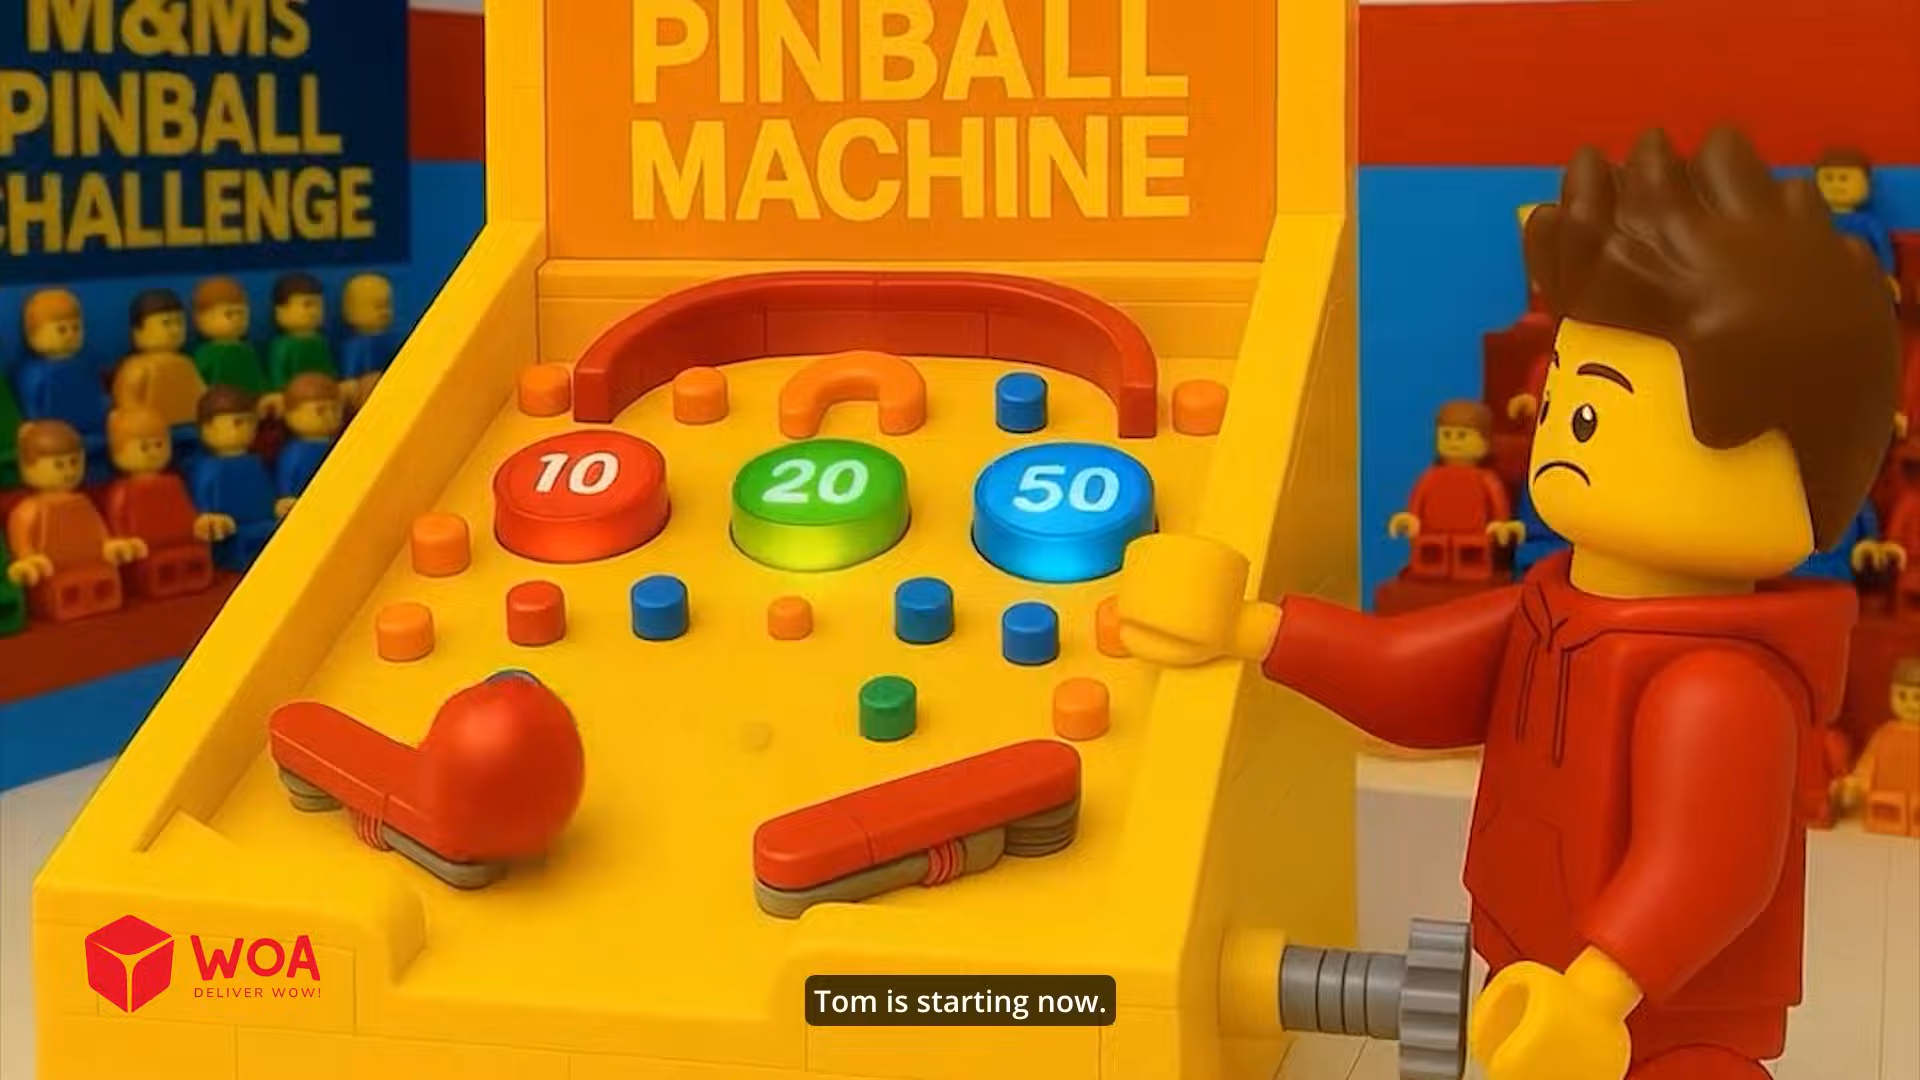 M&MS
PINBALL
CHALLENGE
PINBALL
MACHINE
10
20
50
WOA
DELIVER WOW!
Tom is starting now.